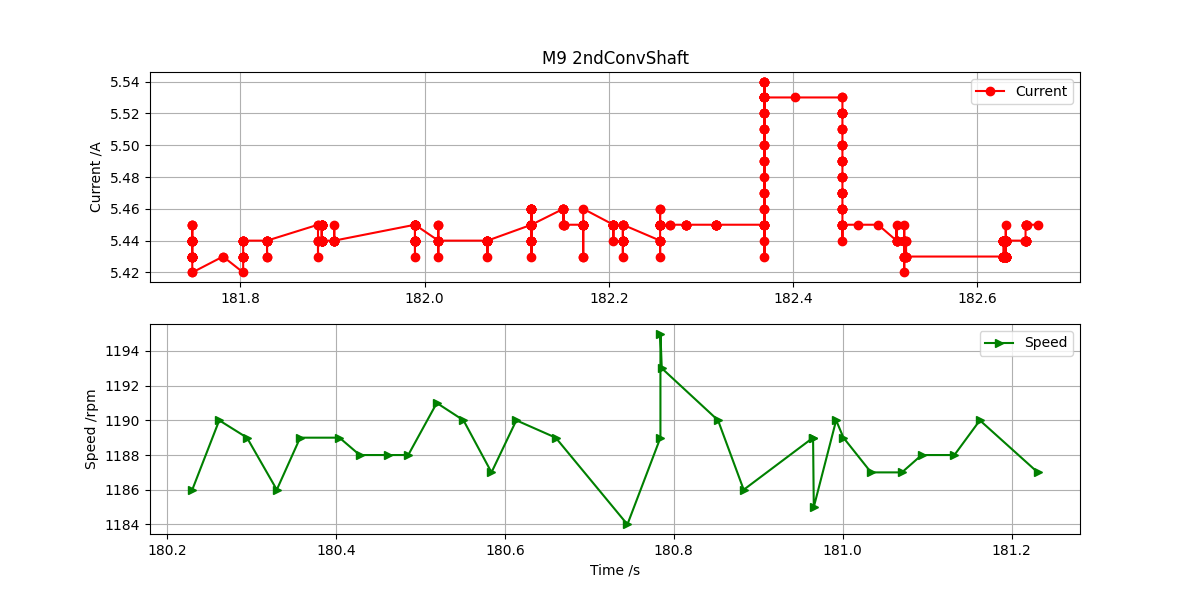 M9 2ndConvShaft
Current /A
5.54
5.52
5.50
5.48
5.46
5.44
5.42
Current
181.8 182.0 182.2 182.4 182.6
Speed /rpm
1194
1192
1190
1188
1186
1184
Speed
180.2 180.4 180.6 180.8 181.0 181.2
Time /s